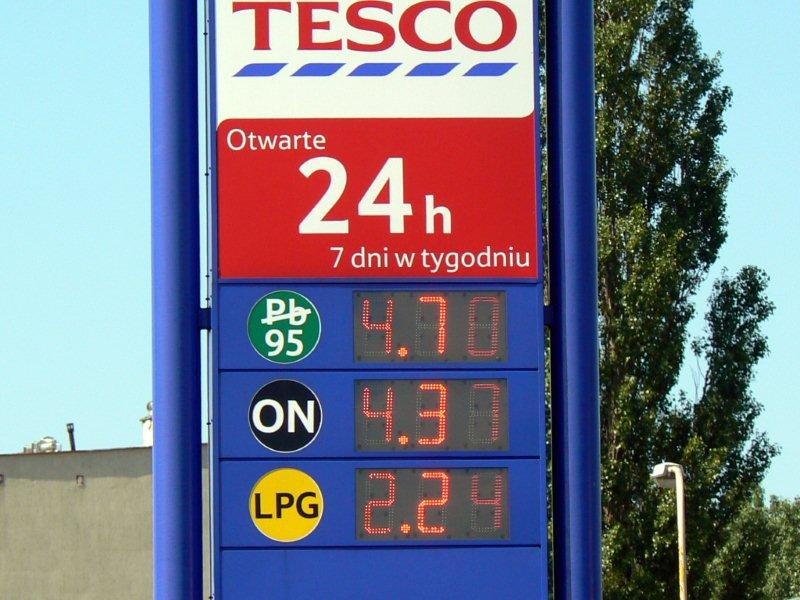 TESCO
Otwarte
24h
7 dni w tygodniu
Pb 95 4.70
ON 4.37
LPG 2.24